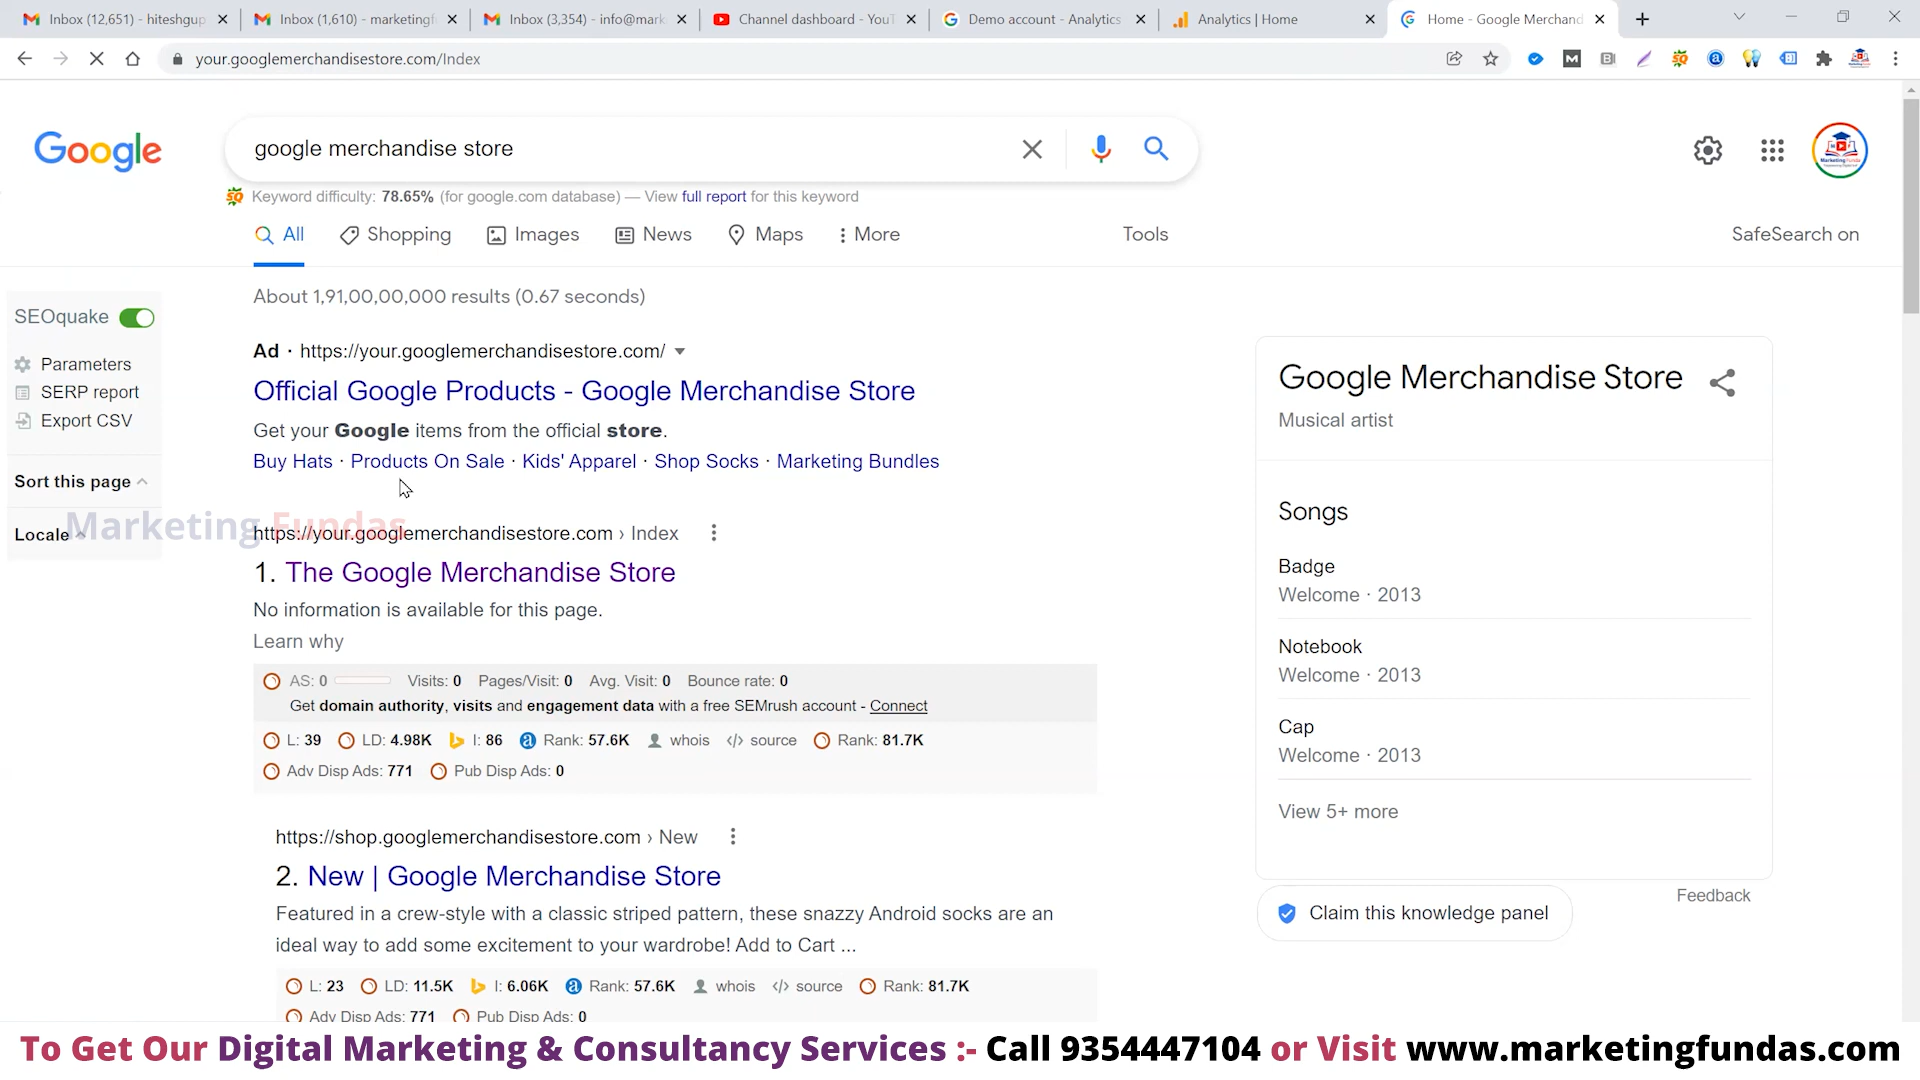 Inbox (12,651) - hiteshgup
Inbox (1,610) - marketingf
Inbox (3,354) - info@mark
Channel dashboard - YouT
Demo account - Analytics
Analytics | Home
Home - Google Merchand
your.googlemerchandisestore.com/Index
Google
google merchandise store
Keyword difficulty: 78.65% (for google.com database) — View full report for this keyword
All
Shopping
Images
News
Maps
More
Tools
SafeSearch on
About 1,91,00,00,000 results (0.67 seconds)
SEOquake
Parameters
SERP report
Export CSV
Sort this page
Locale
Marketing Fundas
Ad · https://your.googlemerchandisestore.com/
Official Google Products - Google Merchandise Store
Get your Google items from the official store.
Buy Hats · Products On Sale · Kids' Apparel · Shop Socks · Marketing Bundles
https://your.googlemerchandisestore.com › Index
1. The Google Merchandise Store
No information is available for this page.
Learn why
AS: 0 Visits: 0 Pages/Visit: 0 Avg. Visit: 0 Bounce rate: 0
Get domain authority, visits and engagement data with a free SEMrush account - Connect
L: 39 LD: 4.98K I: 86 Rank: 57.6K whois </> source Rank: 81.7K
Adv Disp Ads: 771 Pub Disp Ads: 0
https://shop.googlemerchandisestore.com › New
2. New | Google Merchandise Store
Featured in a crew-style with a classic striped pattern, these snazzy Android socks are an
ideal way to add some excitement to your wardrobe! Add to Cart ...
L: 23 LD: 11.5K I: 6.06K Rank: 57.6K whois </> source Rank: 81.7K
Adv Disp Ads: 771 Pub Disp Ads: 0
Google Merchandise Store
Musical artist
Songs
Badge
Welcome · 2013
Notebook
Welcome · 2013
Cap
Welcome · 2013
View 5+ more
Feedback
Claim this knowledge panel
To Get Our Digital Marketing & Consultancy Services :- Call 9354447104 or Visit www.marketingfundas.com